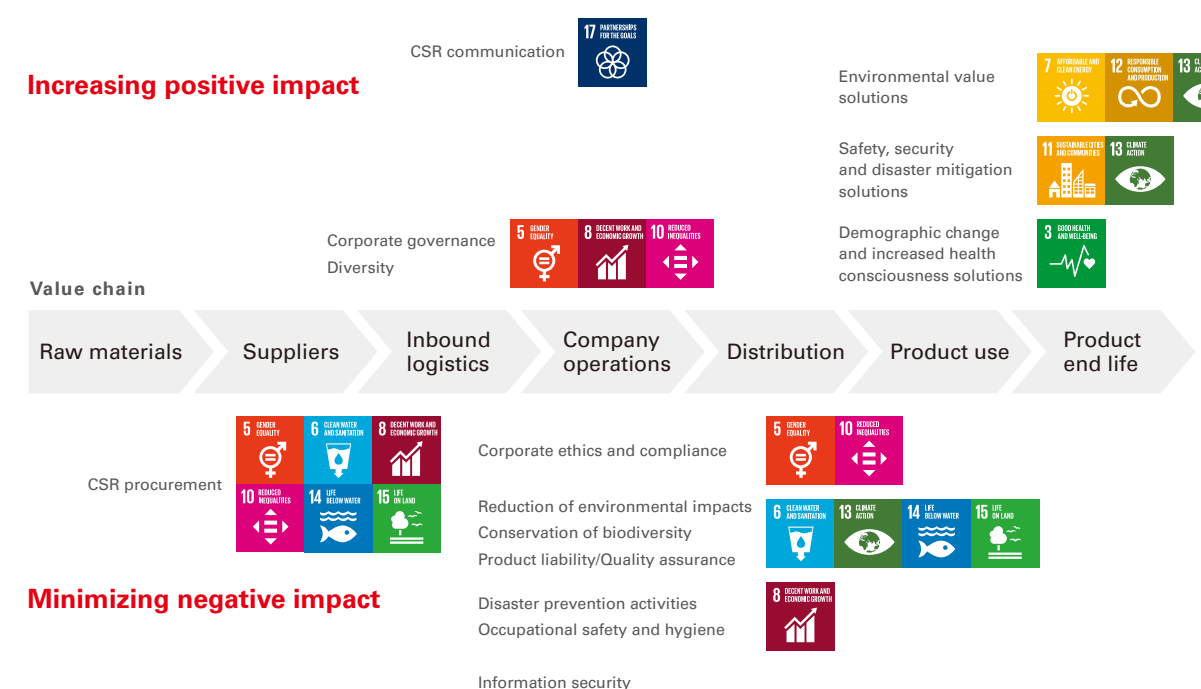 CSR communication
17 PARTNERSHIPS
FOR THE GOALS
Increasing positive impact
Environmental value
solutions
7 AFFORDABLE AND
CLEAN ENERGY
12 RESPONSIBLE
CONSUMPTION
AND PRODUCTION
13
Safety, security
and disaster mitigation
solutions
11 SUSTAINABLE CITIES
AND COMMUNITIES
13 CLIMATE
ACTION
Corporate governance
Diversity
5 GENDER
EQUALITY
8 DECENT WORK AND
ECONOMIC GROWTH
10 REDUCED
INEQUALITIES
Demographic change
and increased health
consciousness solutions
3 GOOD HEALTH
AND WELL-BEING
Value chain
Raw materials
Suppliers
Inbound
logistics
Company
operations
Distribution
Product use
Product
end life
CSR procurement
5 GENDER
EQUALITY
6 CLEAN WATER
AND SANITATION
8 DECENT WORK AND
ECONOMIC GROWTH
10 REDUCED
INEQUALITIES
14 LIFE
BELOW WATER
15 LIFE
ON LAND
Corporate ethics and compliance
5 GENDER
EQUALITY
10 REDUCED
INEQUALITIES
Reduction of environmental impacts
Conservation of biodiversity
Product liability/Quality assurance
6 CLEAN WATER
AND SANITATION
13 CLIMATE
ACTION
14 LIFE
BELOW WATER
15 LIFE
ON LAND
Minimizing negative impact
Disaster prevention activities
Occupational safety and hygiene
8 DECENT WORK AND
ECONOMIC GROWTH
Information security